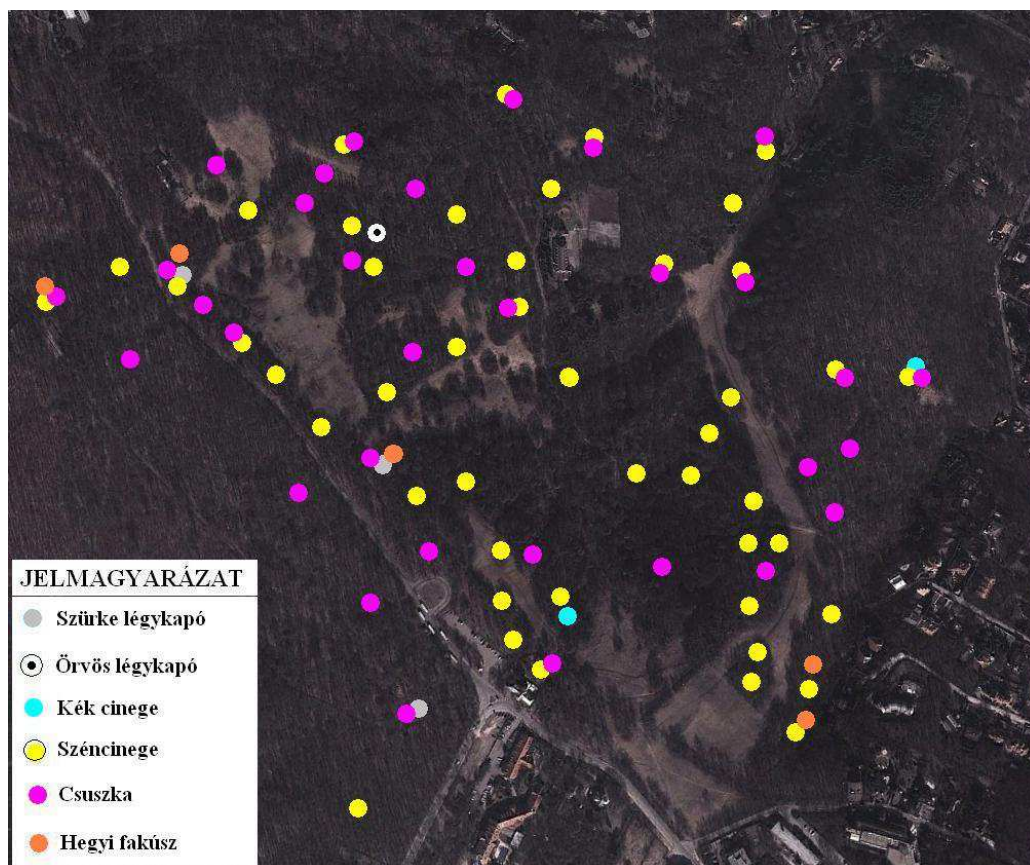 JELMAGYARÁZAT
Szürke légykapó
Örvös légykapó
Kék cinege
Széncinege
Csuszka
Hegyi fakúsz